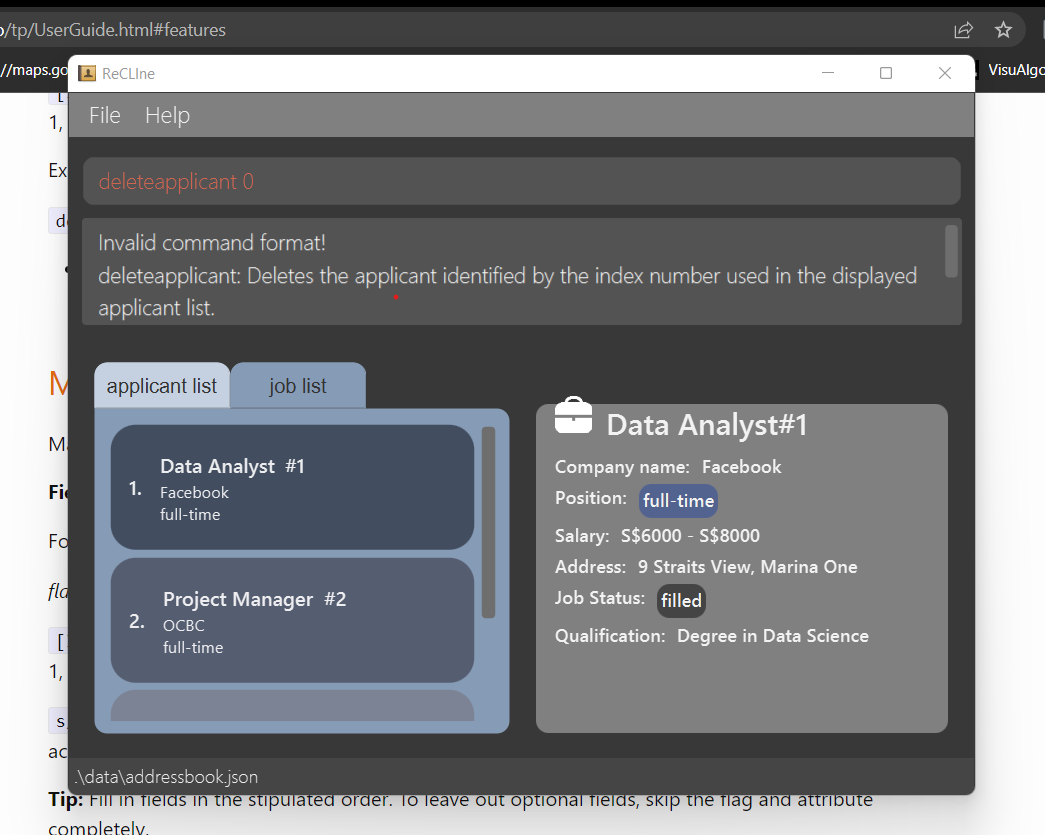 /tp/UserGuide.html#features
//maps.go
VisuAlgo
ReCLIne
File Help
1,
Ex
deleteapplicant 0
Invalid command format!
deleteapplicant: Deletes the applicant identified by the index number used in the displayed
applicant list.
M
Ma
Fie
Fo
fla
[
1,
s
ac
applicant list
job list
1.
Data Analyst #1
Facebook
full-time
2.
Project Manager #2
OCBC
full-time
Data Analyst#1
Company name: Facebook
Position: full-time
Salary: S$6000 - S$8000
Address: 9 Straits View, Marina One
Job Status: filled
Qualification: Degree in Data Science
.\data\addressbook.json
Tip: Fill in fields in the stipulated order. To leave out optional fields, skip the flag and attribute
completely.